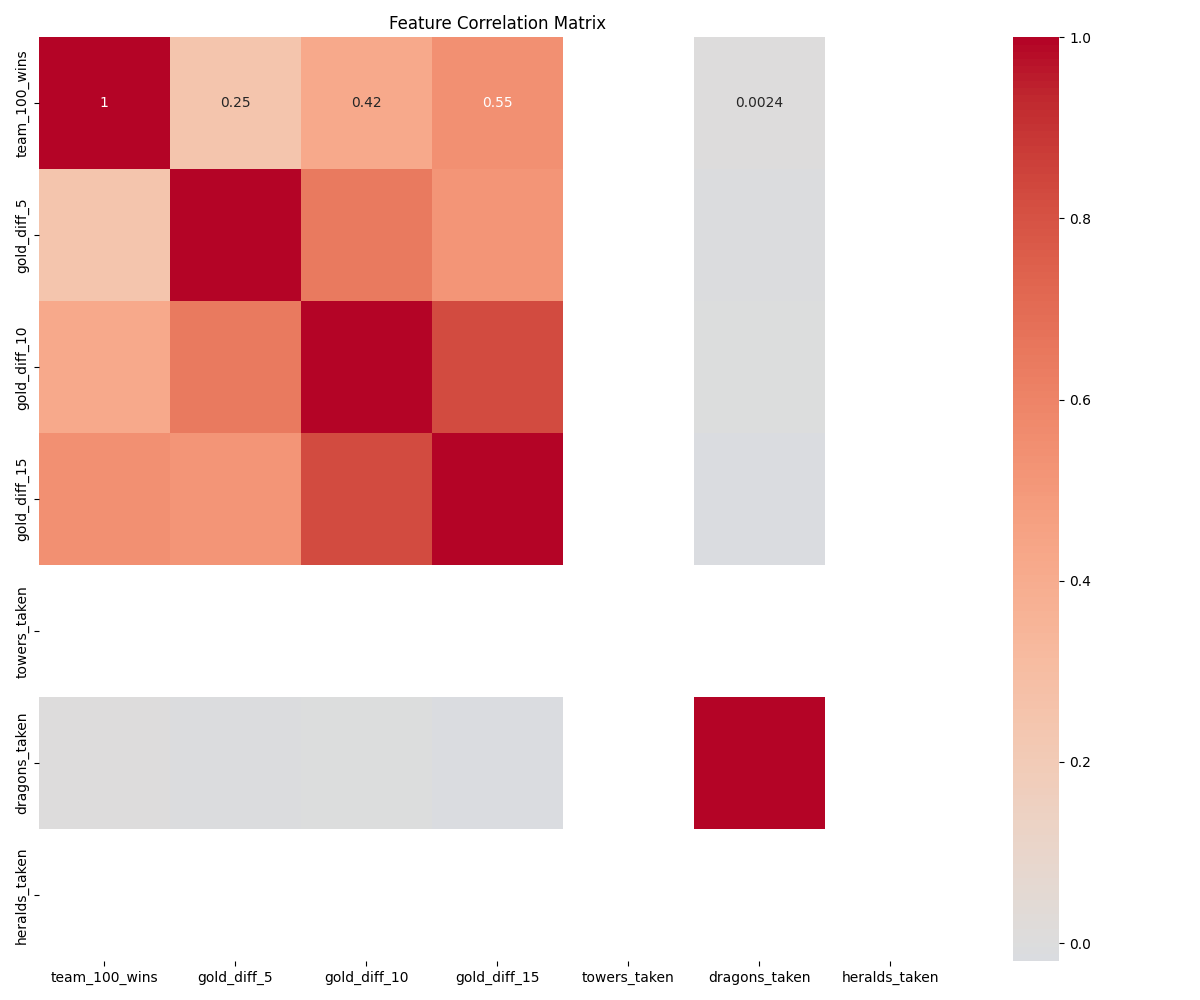 Feature Correlation Matrix
team_100_wins
1
0.25
0.42
0.55
0.0024
gold_diff_5
gold_diff_10
gold_diff_15
towers_taken
dragons_taken
heralds_taken
team_100_wins
gold_diff_5
gold_diff_10
gold_diff_15
towers_taken
dragons_taken
heralds_taken
1.0
0.8
0.6
0.4
0.2
0.0